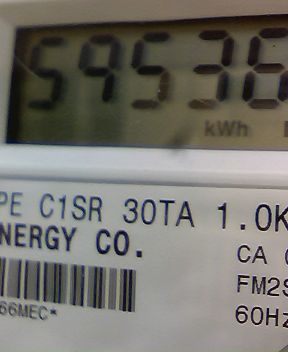 59536
kWh
PE C1SR 30TA 1.0K
NERGY CO.
CA
FM2S
60Hz
66MEC*